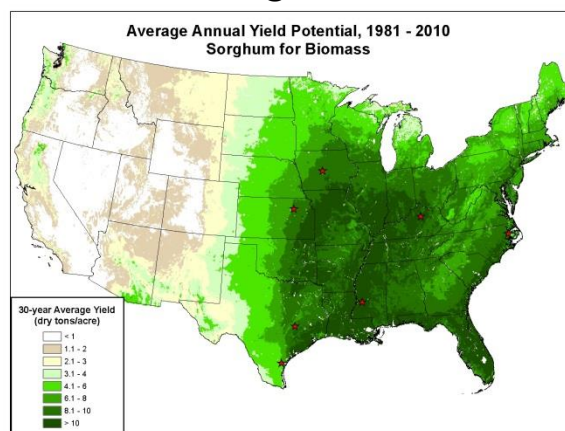 Average Annual Yield Potential, 1981 - 2010
Sorghum for Biomass
30-year Average Yield
(dry tons/acre)
< 1
1.1 - 2
2.1 - 3
3.1 - 4
4.1 - 6
6.1 - 8
8.1 - 10
> 10